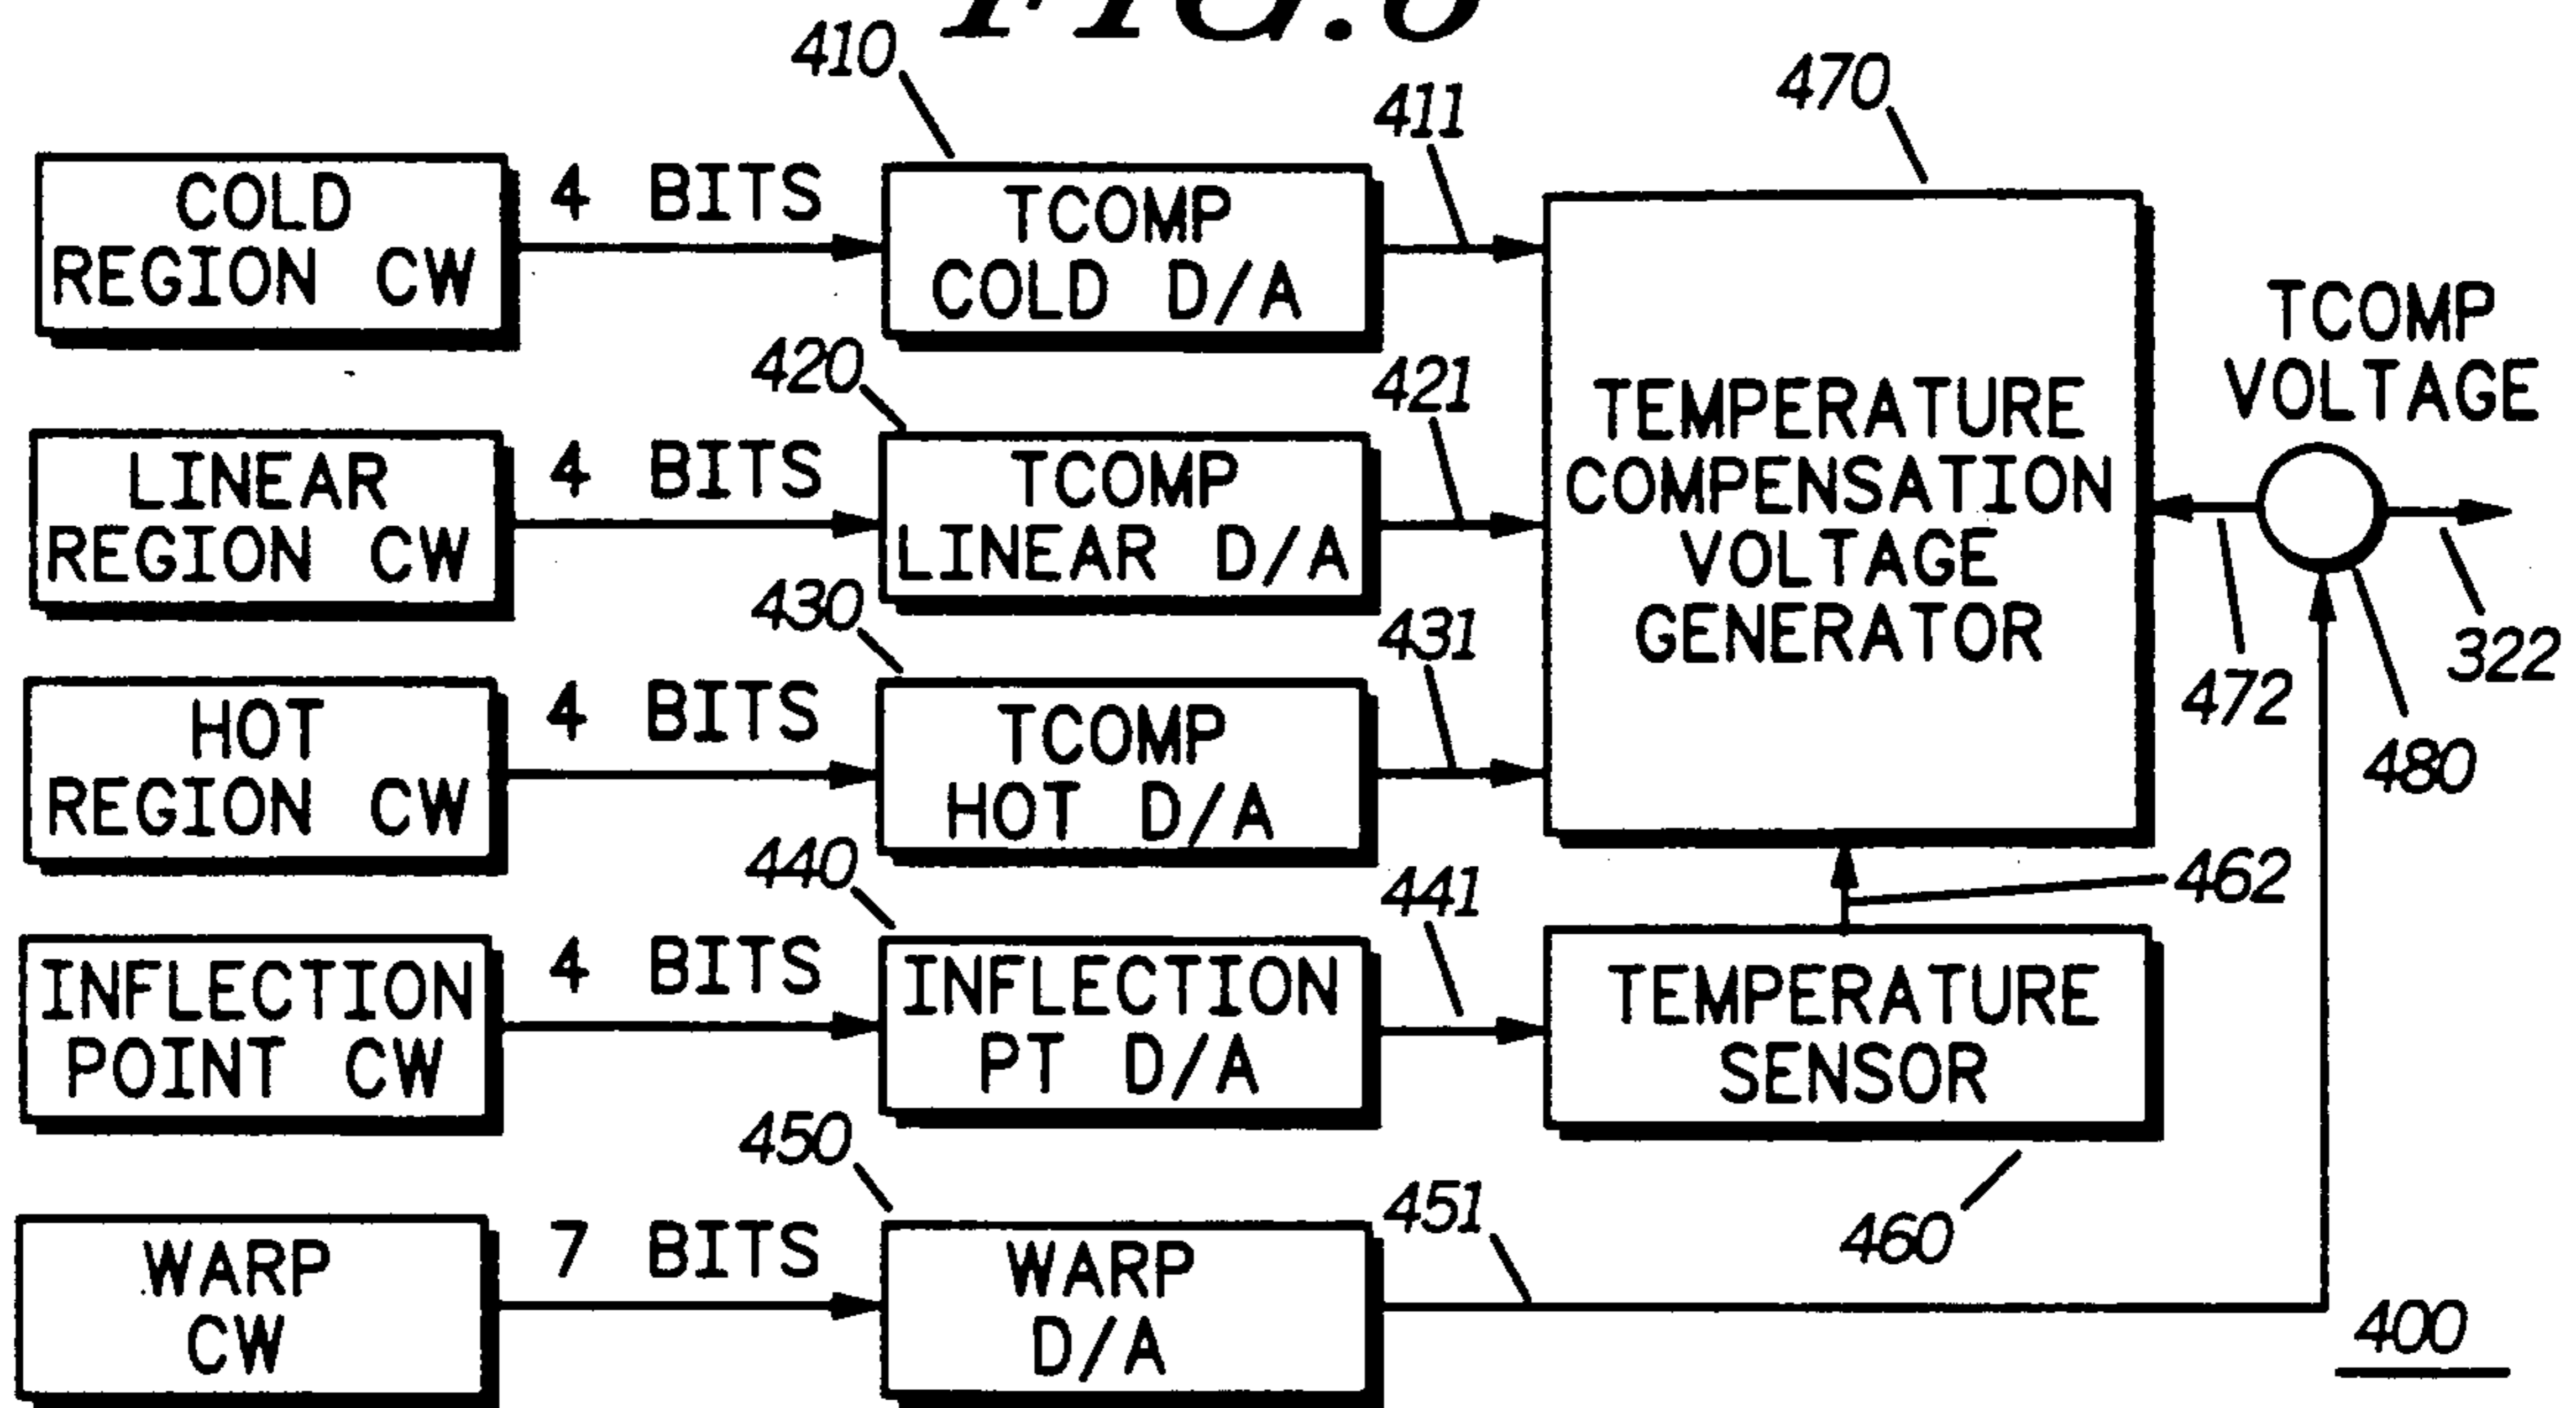 410
411
470
COLD
REGION CW
4 BITS
TCOMP
COLD D/A
420
421
LINEAR
REGION CW
4 BITS
TCOMP
LINEAR D/A
430
431
HOT
REGION CW
4 BITS
TCOMP
HOT D/A
440
441
INFLECTION
POINT CW
4 BITS
INFLECTION
PT D/A
450
451
WARP
CW
7 BITS
WARP
D/A
TEMPERATURE
COMPENSATION
VOLTAGE
GENERATOR
TCOMP
VOLTAGE
322
472
480
462
TEMPERATURE
SENSOR
460
400